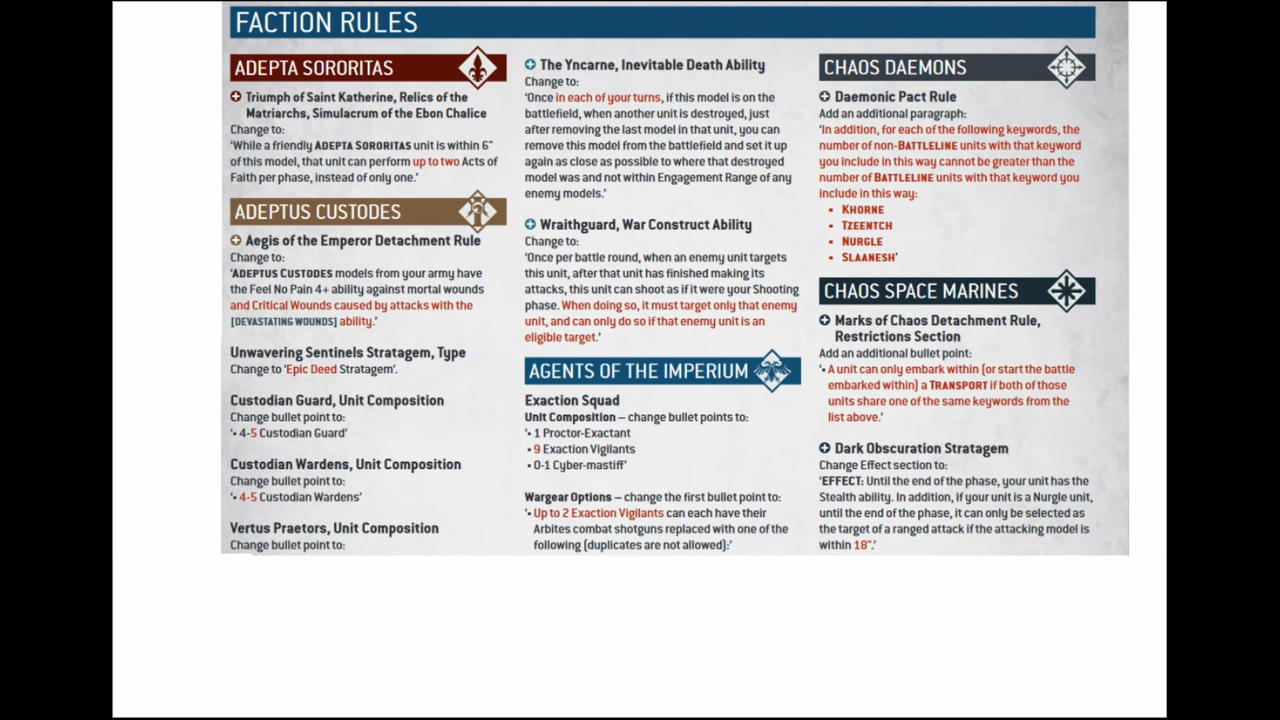 FACTION RULES
ADEPTA SORORITAS
Triumph of Saint Katherine, Relics of the
Matriarchs, Simulacrum of the Ebon Chalice
Change to:
‘While a friendly ADEPTA SORORITAS unit is within 6"
of this model, that unit can perform up to two Acts of
Faith per phase, instead of only one.’
ADEPTUS CUSTODES
Aegis of the Emperor Detachment Rule
Change to:
‘ADEPTUS CUSTODES models from your army have
the Feel No Pain 4+ ability against mortal wounds
and Critical Wounds caused by attacks with the
[DEVASTATING WOUNDS] ability.’
Unwavering Sentinels Stratagem, Type
Change to ‘Epic Deed Stratagem’.
Custodian Guard, Unit Composition
Change bullet point to:
‘▪ 4-5 Custodian Guard’
Custodian Wardens, Unit Composition
Change bullet point to:
‘▪ 4-5 Custodian Wardens’
Vertus Praetors, Unit Composition
Change bullet point to:
The Yncarne, Inevitable Death Ability
Change to:
‘Once in each of your turns, if this model is on the
battlefield, when another unit is destroyed, just
after removing the last model in that unit, you can
remove this model from the battlefield and set it up
again as close as possible to where that destroyed
model was and not within Engagement Range of any
enemy models.’
Wraithguard, War Construct Ability
Change to:
‘Once per battle round, when an enemy unit targets
this unit, after that unit has finished making its
attacks, this unit can shoot as if it were your Shooting
phase. When doing so, it must target only that enemy
unit, and can only do so if that enemy unit is an
eligible target.’
AGENTS OF THE IMPERIUM
Exaction Squad
Unit Composition – change bullet points to:
‘▪ 1 Proctor-Exactant
▪ 9 Exaction Vigilants
▪ 0-1 Cyber-mastiff’
Wargear Options – change the first bullet point to:
‘▪ Up to 2 Exaction Vigilants can each have their
Arbites combat shotguns replaced with one of the
following (duplicates are not allowed):’
CHAOS DAEMONS
Daemonic Pact Rule
Add an additional paragraph:
‘In addition, for each of the following keywords, the
number of non-BATTLELINE units with that keyword
you include in this way cannot be greater than the
number of BATTLELINE units with that keyword you
include in this way:
▪ KHORNE
▪ TZEENTCH
▪ NURGLE
▪ SLAANESH’
CHAOS SPACE MARINES
Marks of Chaos Detachment Rule,
Restrictions Section
Add an additional bullet point:
‘▪ A unit can only embark within (or start the battle
embarked within) a TRANSPORT if both of those
units share one of the same keywords from the
list above.’
Dark Obscuration Stratagem
Change Effect section to:
‘EFFECT: Until the end of the phase, your unit has the
Stealth ability. In addition, if your unit is a Nurgle unit,
until the end of the phase, it can only be selected as
the target of a ranged attack if the attacking model is
within 18".’